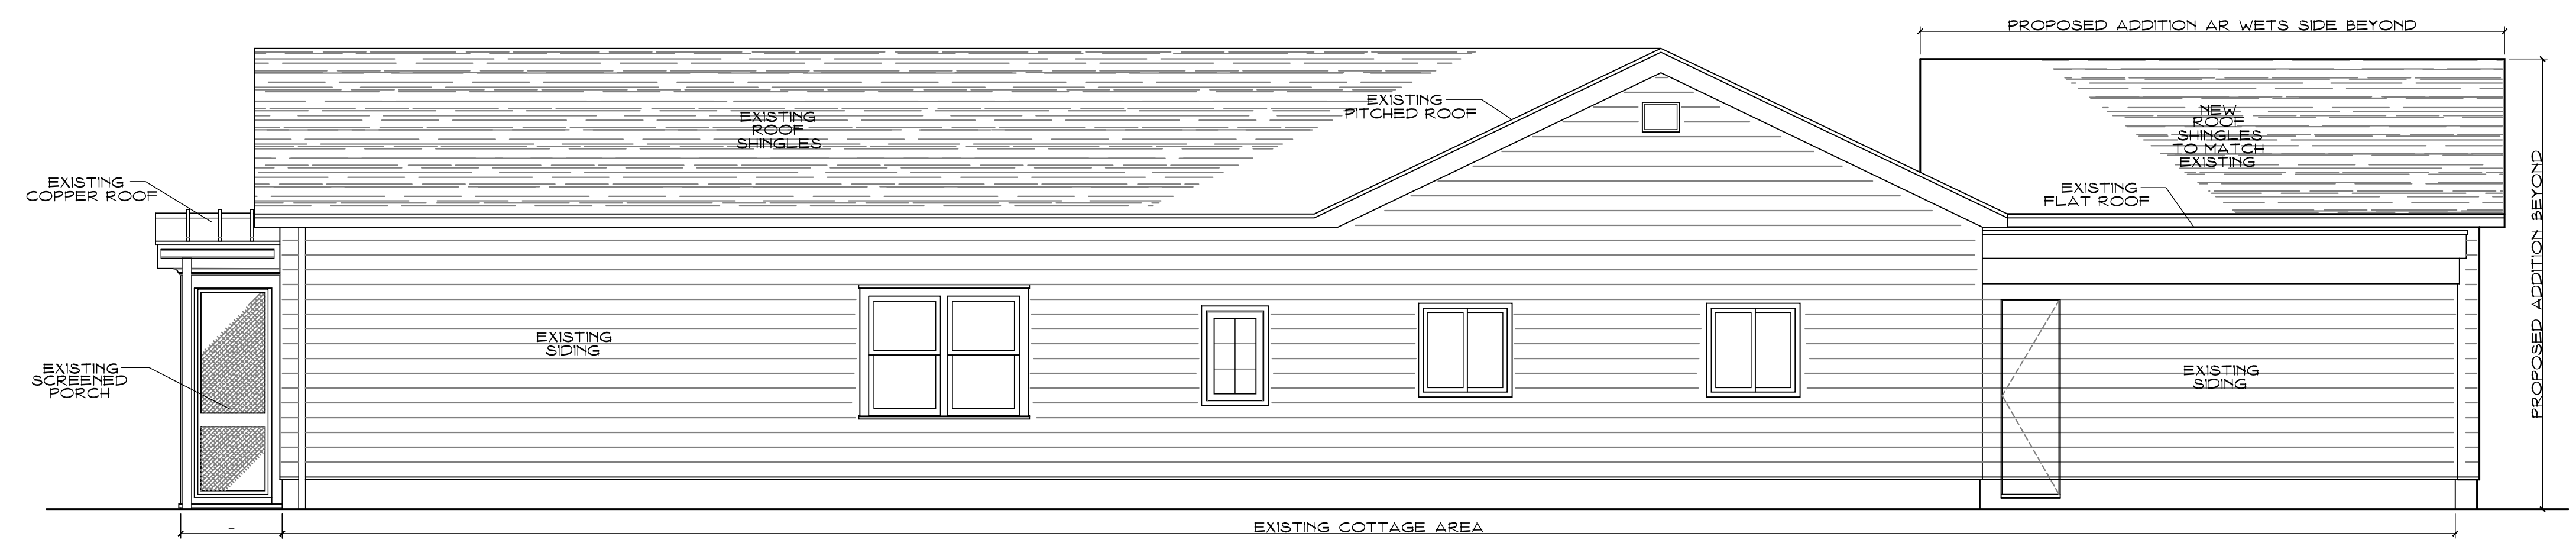 PROPOSED ADDITION AR WETS SIDE BEYOND
EXISTING
PITCHED ROOF
EXISTING
ROOF
SHINGLES
NEW
ROOF
SHINGLES
TO MATCH
EXISTING
EXISTING
COPPER ROOF
EXISTING
FLAT ROOF
PROPOSED ADDITION BEYOND
EXISTING
SIDING
EXISTING
SCREENED
PORCH
EXISTING
SIDING
-
EXISTING COTTAGE AREA